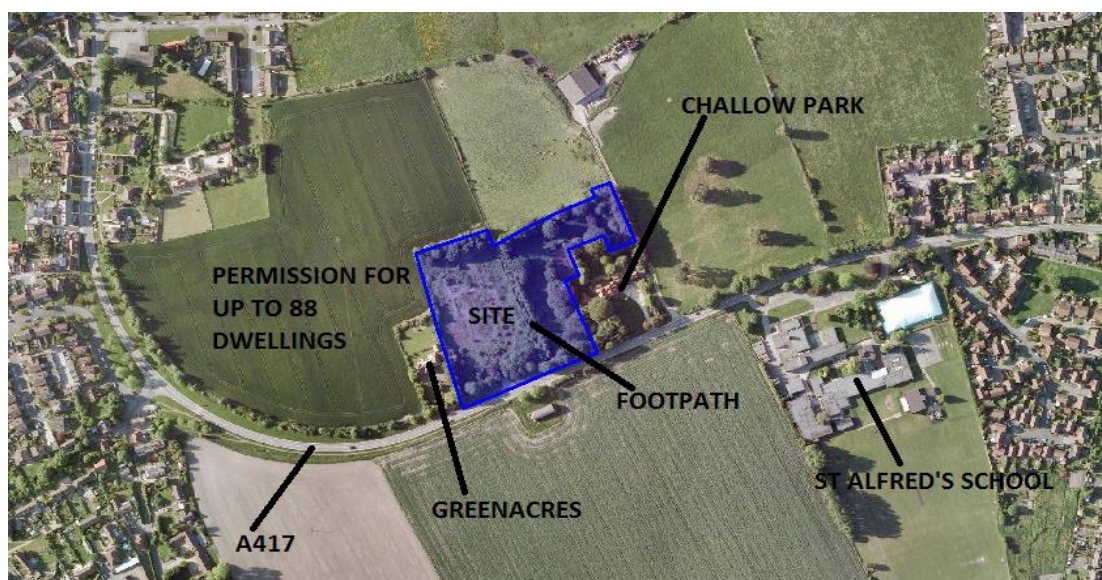 CHALLOW PARK
PERMISSION FOR
UP TO 88
DWELLINGS
SITE
FOOTPATH
ST ALFRED'S SCHOOL
GREENACRES
A417